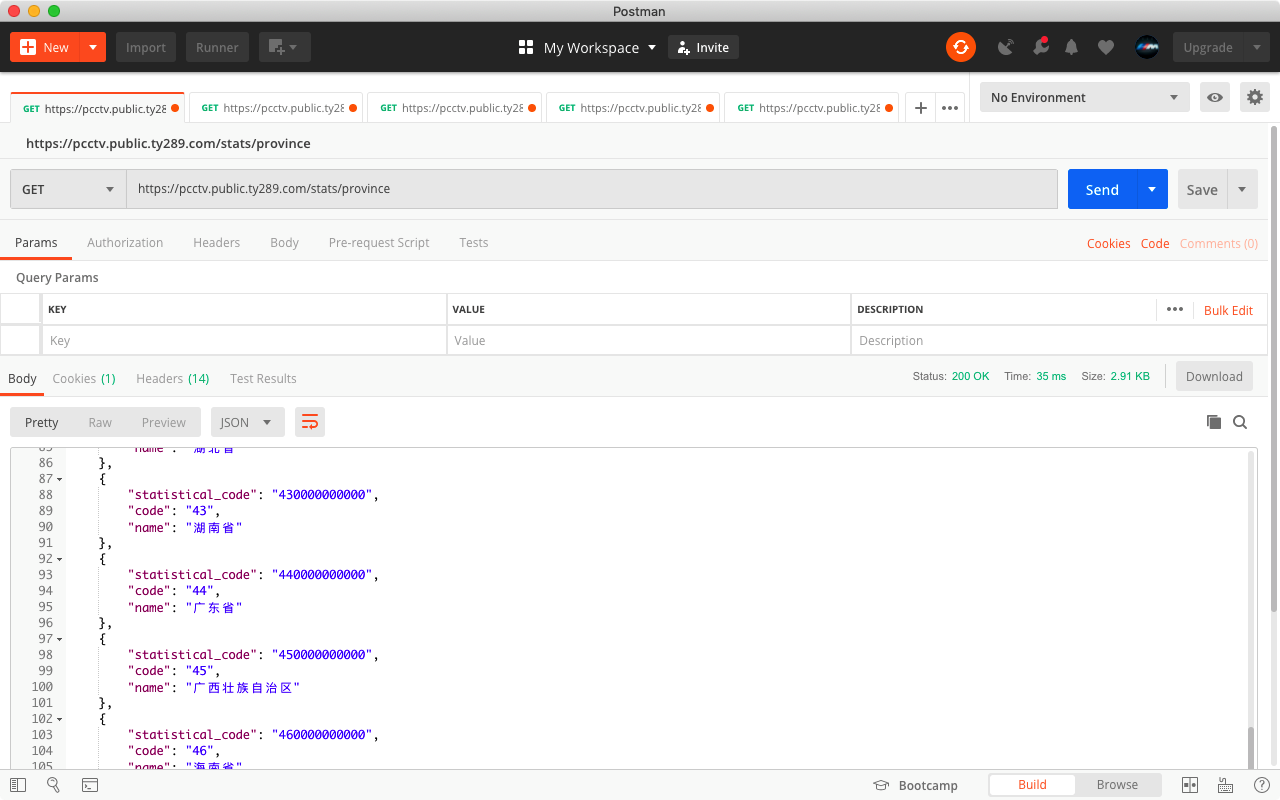 Postman
New
Import
Runner
My Workspace
Invite
Upgrade
GET https://pcctv.public.ty28
GET https://pcctv.public.ty28
GET https://pcctv.public.ty28
GET https://pcctv.public.ty28
GET https://pcctv.public.ty28
No Environment
https://pcctv.public.ty289.com/stats/province
GET
https://pcctv.public.ty289.com/stats/province
Send
Save
Params
Authorization
Headers
Body
Pre-request Script
Tests
Cookies
Code
Comments (0)
Query Params
KEY
VALUE
DESCRIPTION
Bulk Edit
Key
Value
Description
Body
Cookies (1)
Headers (14)
Test Results
Status: 200 OK
Time: 35 ms
Size: 2.91 KB
Download
Pretty
Raw
Preview
JSON
85 "name": "湖北省"
86 },
87 {
88 "statistical_code": "430000000000",
89 "code": "43",
90 "name": "湖南省"
91 },
92 {
93 "statistical_code": "440000000000",
94 "code": "44",
95 "name": "广东省"
96 },
97 {
98 "statistical_code": "450000000000",
99 "code": "45",
100 "name": "广西壮族自治区"
101 },
102 {
103 "statistical_code": "460000000000",
104 "code": "46",
105 "name": "海南省"
Bootcamp
Build
Browse